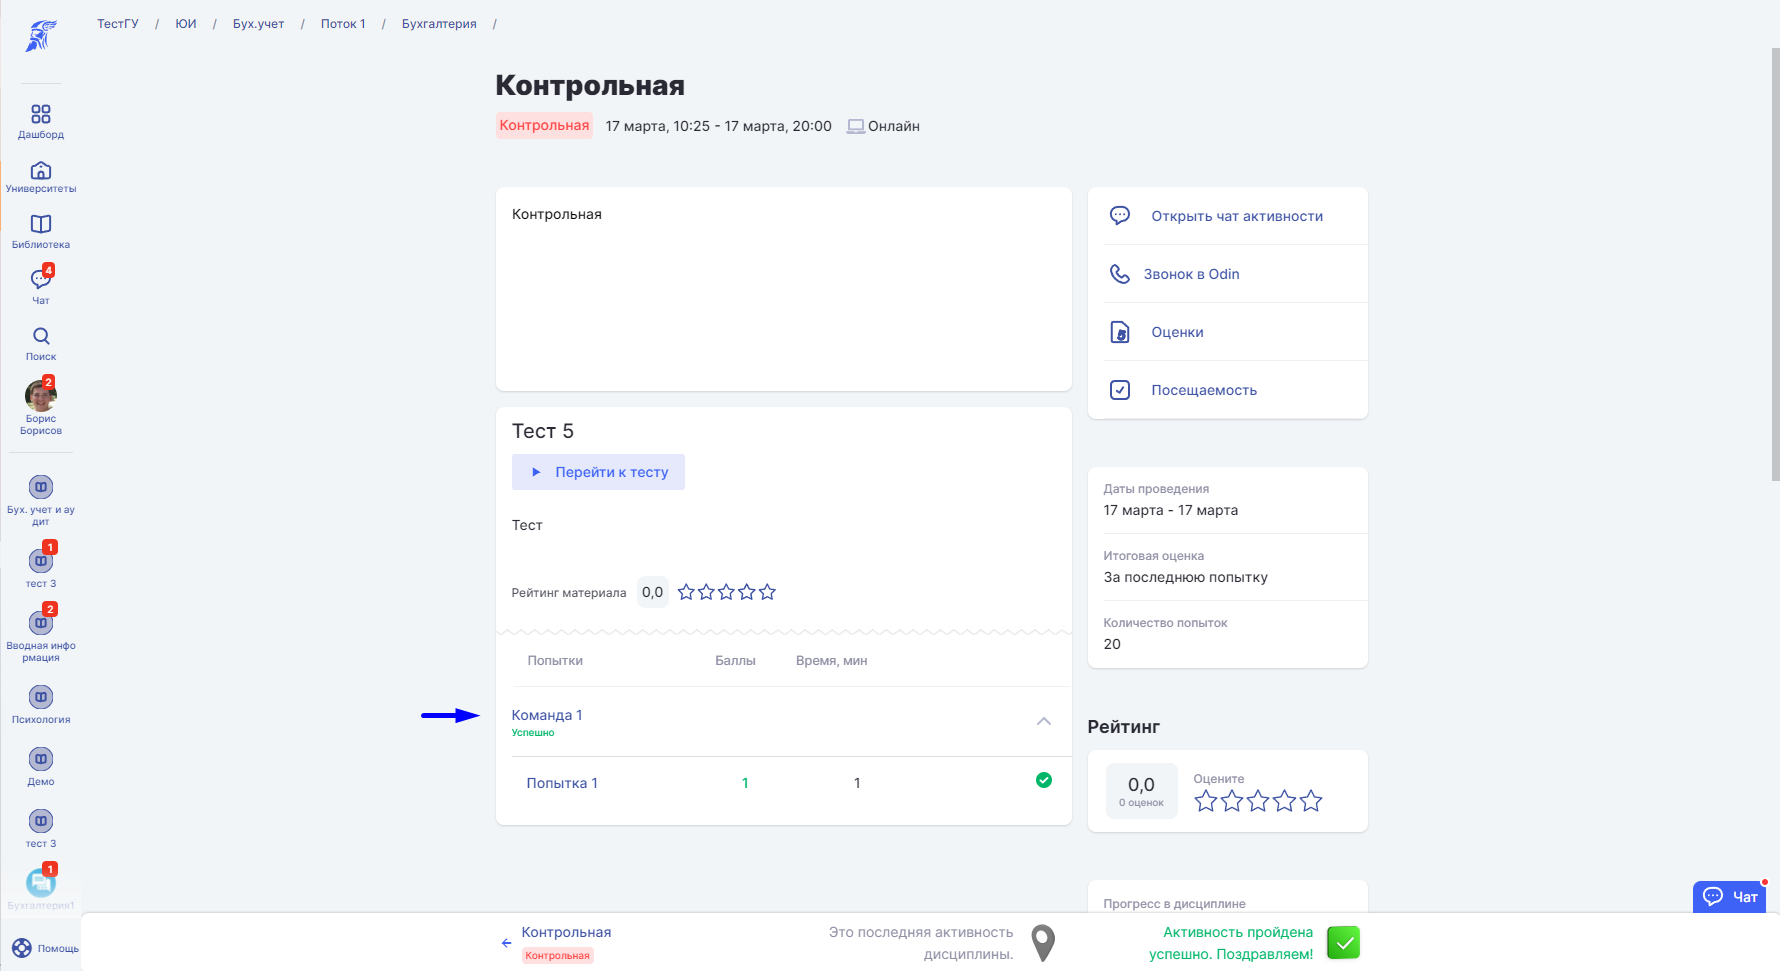 ТестГУ / ЮИ / Бух.учет / Поток 1 / Бухгалтерия /
Дашборд
Университеты
Библиотека
4
Чат
Поиск
2
Борис
Борисов
Бух. учет и ау
дит
1
тест 3
2
Вводная инфо
рмация
Психология
Демо
тест 3
1
Бухгалтерия1
Помощь
Контрольная
Контрольная 17 марта, 10:25 - 17 марта, 20:00 Онлайн
Контрольная
Тест 5
Перейти к тесту
Тест
Рейтинг материала 0,0
Попытки Баллы Время, мин
Команда 1
Успешно
Попытка 1 1 1
Открыть чат активности
Звонок в Odin
Оценки
Посещаемость
Даты проведения
17 марта - 17 марта
Итоговая оценка
За последнюю попытку
Количество попыток
20
Рейтинг
0,0
0 оценок
Оцените
Прогресс в дисциплине
Чат
Контрольная
Контрольная
Это последняя активность
дисциплины.
Активность пройдена
успешно. Поздравляем!